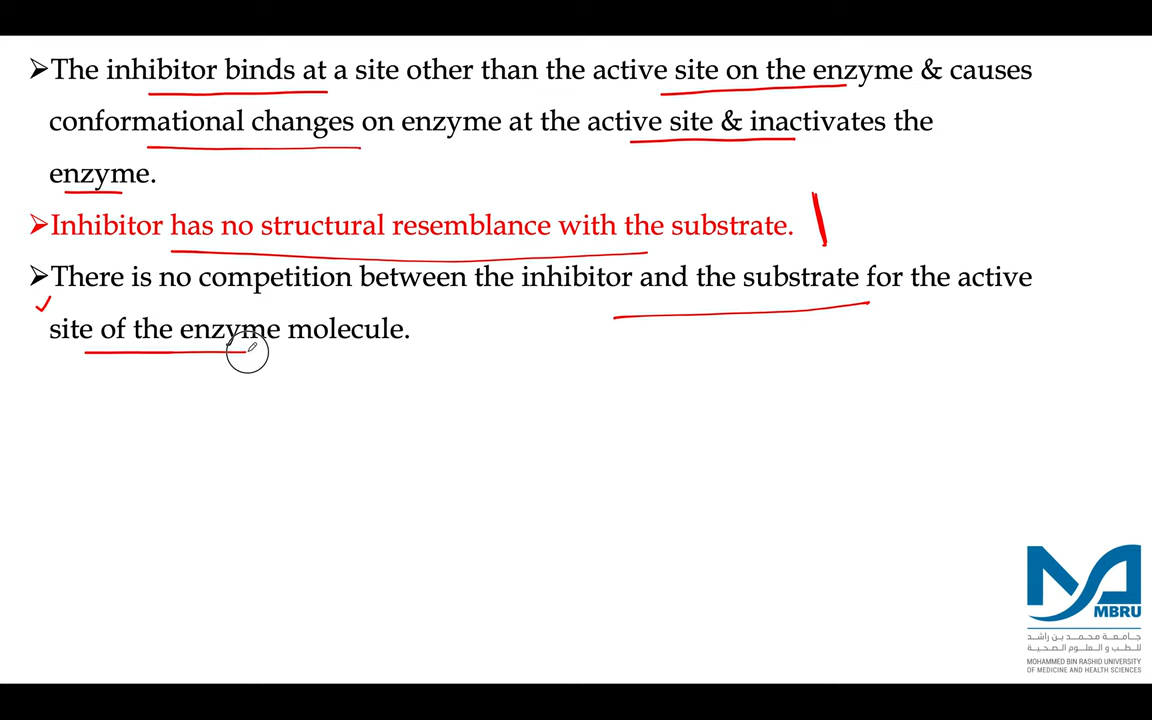 ➢The inhibitor binds at a site other than the active site on the enzyme & causes
conformational changes on enzyme at the active site & inactivates the
enzyme.
➢Inhibitor has no structural resemblance with the substrate.
➢There is no competition between the inhibitor and the substrate for the active
site of the enzyme molecule.
MBRU
جامعة محمد بن راشد
للطب و العلوم الصحية
MOHAMMED BIN RASHID UNIVERSITY
OF MEDICINE AND HEALTH SCIENCES